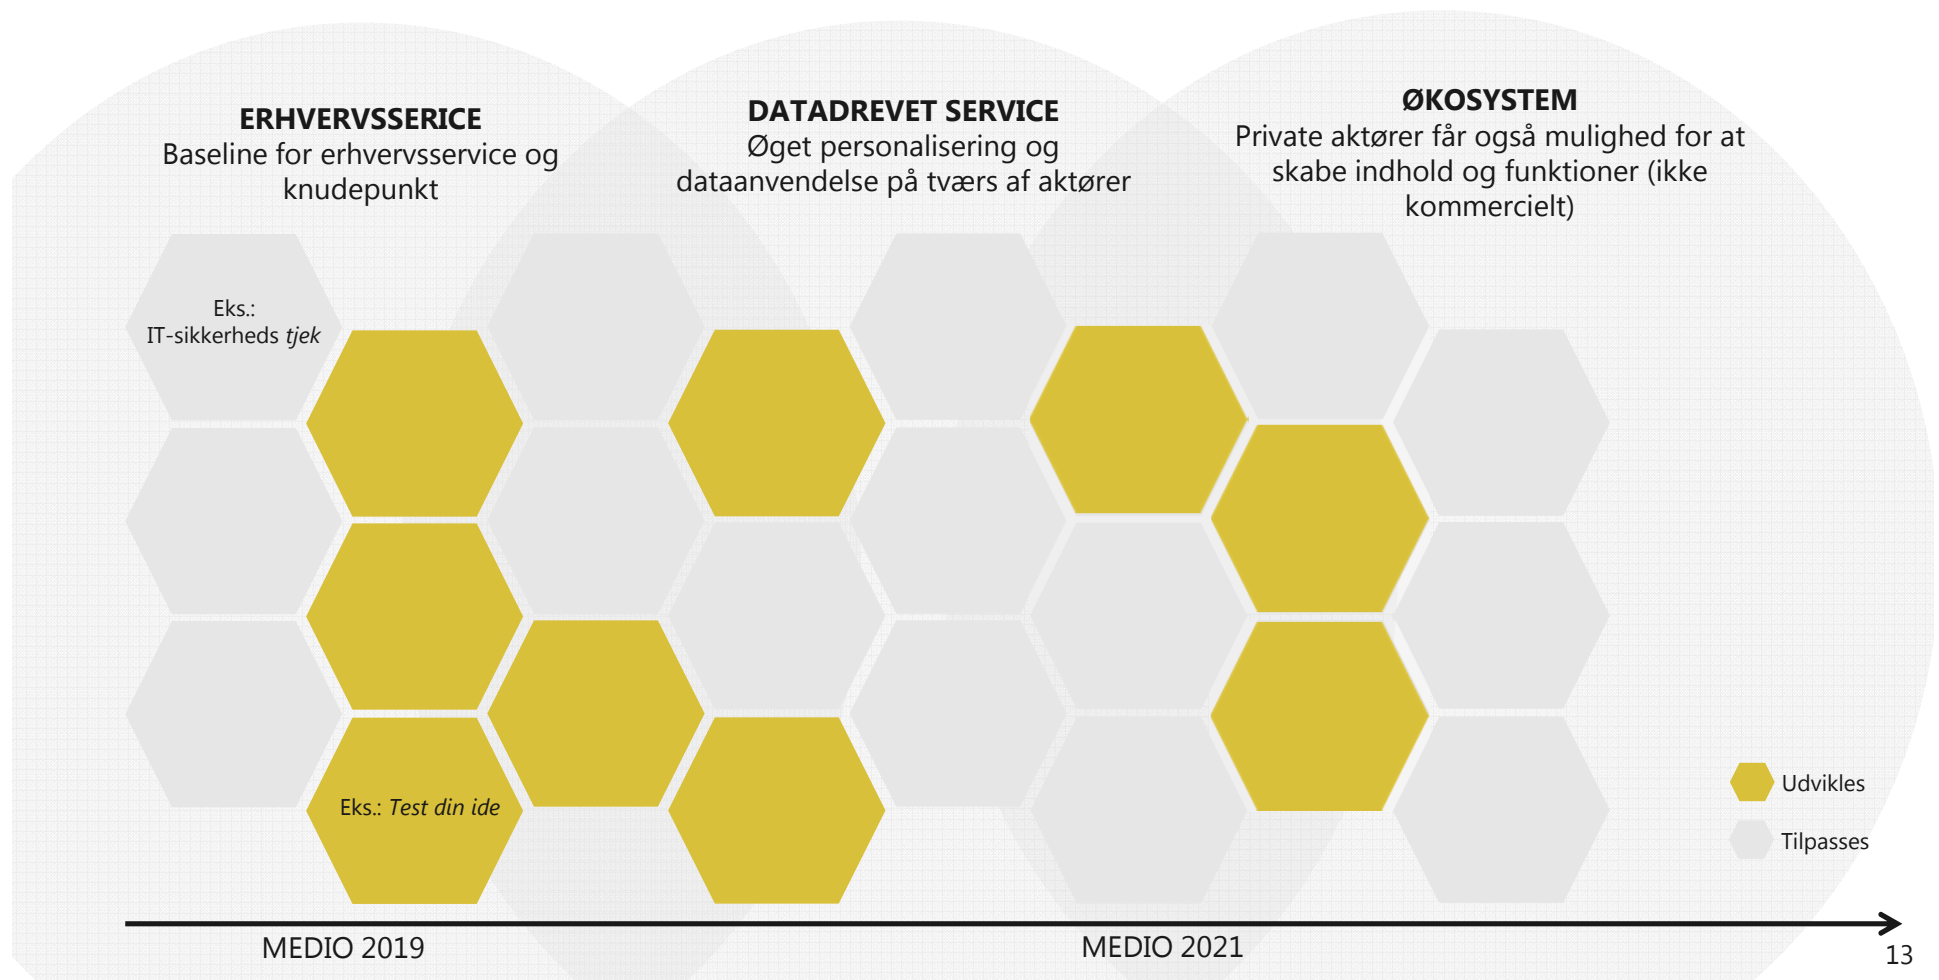 ERHVERVSSERICE
Baseline for erhvervsservice og
knudepunkt
DATADREVET SERVICE
Øget personalisering og
dataanvendelse på tværs af aktører
ØKOSYSTEM
Private aktører får også mulighed for at
skabe indhold og funktioner (ikke
kommercielt)
Eks.:
IT-sikkerheds tjek
Eks.: Test din ide
Udvikles
Tilpasses
MEDIO 2019
MEDIO 2021
13